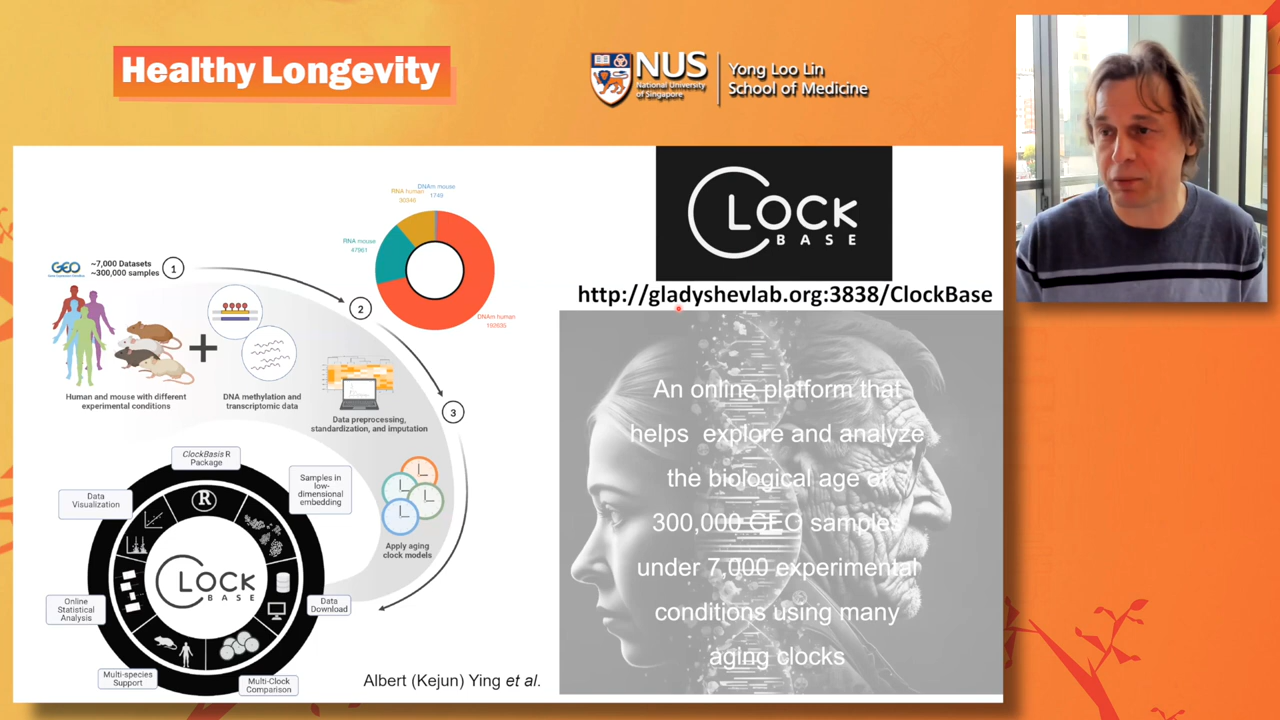 Healthy Longevity
NUS
National University
of Singapore
Yong Loo Lin
School of Medicine
GEO
~7,000 Datasets
~300,000 samples
1
Human and mouse with different
experimental conditions
+
DNA methylation and
transcriptomic data
2
DNAm mouse
1749
RNA human
RNA mouse
47961
DNAm human
Data preprocessing,
standardization, and imputation
3
Apply aging
clock models
ClockBasis R
Package
Samples in
low-
dimensional
embedding
Data
Visualization
R
CLOCK
BASE
Online
Statistical
Analysis
Data
Download
Multi-species
Support
Multi-Clock
Comparison
Albert (Kejun) Ying et al.
CLOCK
BASE
http://gladyshevlab.org:3838/ClockBase
An online platform that
helps explore and analyze
the biological age of
300,000 GEO samples
under 7,000 experimental
conditions using many
aging clocks